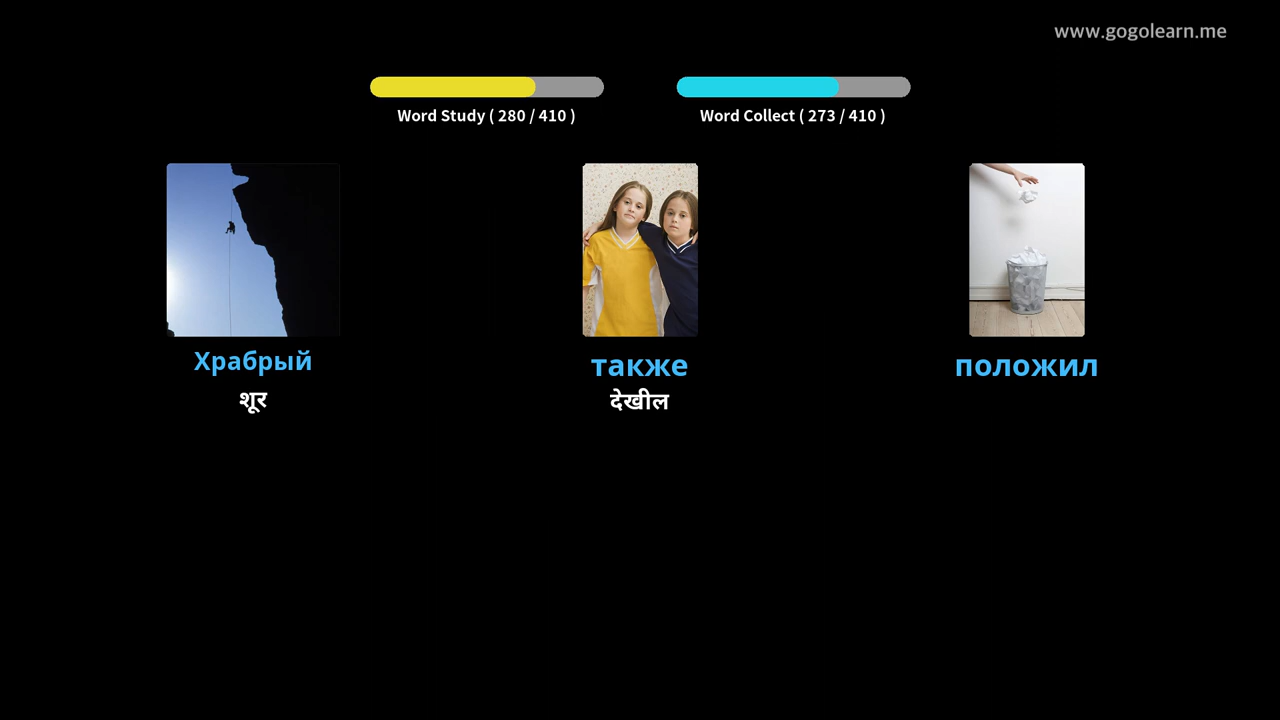 www.gogolearn.me
Word Study ( 280 / 410 )
Word Collect ( 273 / 410 )
Храбрый
शूर
также
देखील
положил